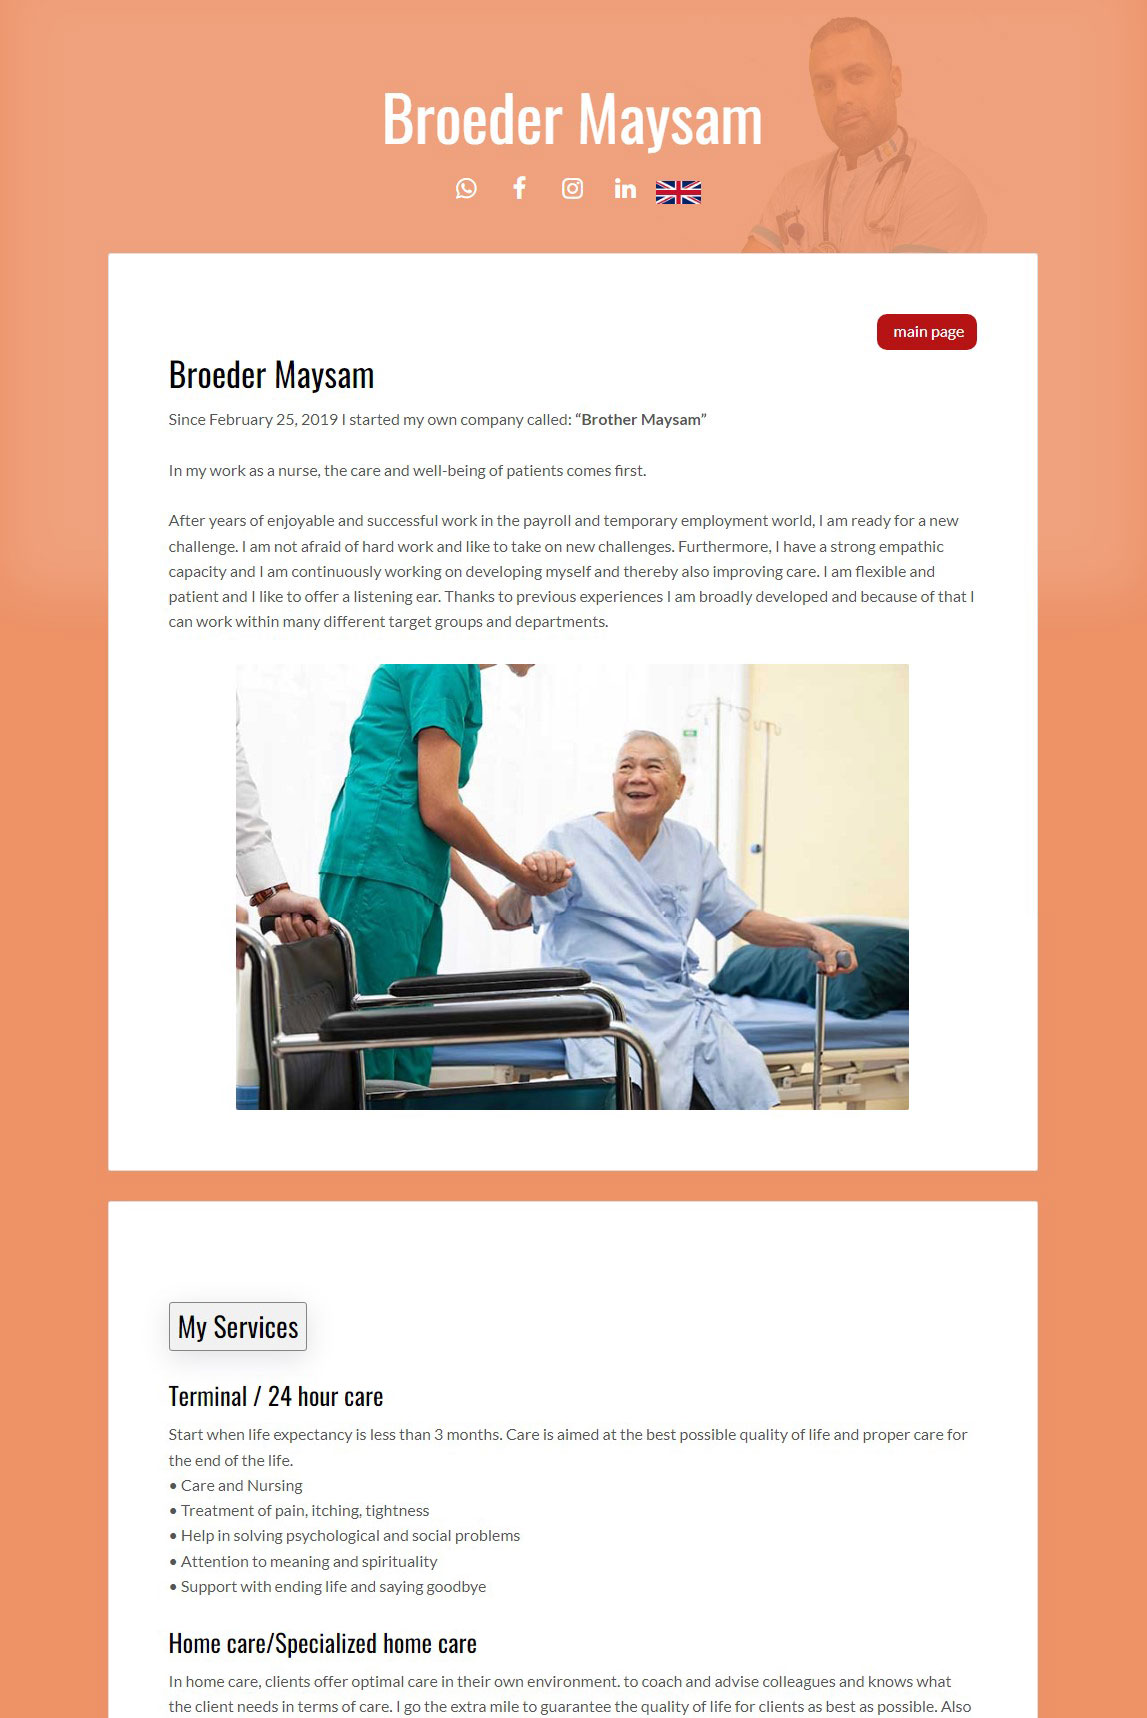 Broeder Maysam
main page
Broeder Maysam
Since February 25, 2019 I started my own company called: “Brother Maysam”
In my work as a nurse, the care and well-being of patients comes first.
After years of enjoyable and successful work in the payroll and temporary employment world, I am ready for a new
challenge. I am not afraid of hard work and like to take on new challenges. Furthermore, I have a strong empathic
capacity and I am continuously working on developing myself and thereby also improving care. I am flexible and
patient and I like to offer a listening ear. Thanks to previous experiences I am broadly developed and because of that I
can work within many different target groups and departments.
My Services
Terminal / 24 hour care
Start when life expectancy is less than 3 months. Care is aimed at the best possible quality of life and proper care for
the end of the life.
• Care and Nursing
• Treatment of pain, itching, tightness
• Help in solving psychological and social problems
• Attention to meaning and spirituality
• Support with ending life and saying goodbye
Home care/Specialized home care
In home care, clients offer optimal care in their own environment. to coach and advise colleagues and knows what
the client needs in terms of care. I go the extra mile to guarantee the quality of life for clients as best as possible. Also